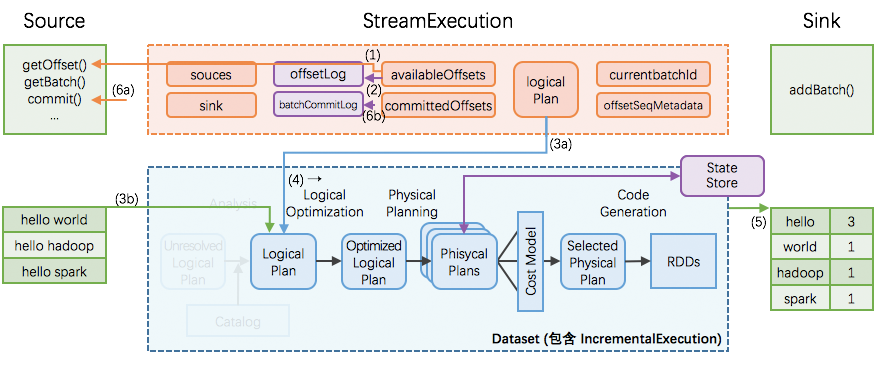 Source
StreamExecution
Sink
getOffset()
getBatch()
commit()
...
(6a)
(1)
souces
offsetLog
availableOffsets
logical
Plan
currentbatchId
(2)
sink
batchCommitLog
committedOffsets
offsetSeqMetadata
(6b)
addBatch()
(3a)
State
Store
(4) →
Logical
Optimization
Physical
Planning
Code
Generation
Analysis
(3b)
(5)
hello world
hello hadoop
hello spark
Unresolved
Logical
Plan
Logical
Plan
Optimized
Logical
Plan
Phisycal
Plans
Cost Model
Selected
Physical
Plan
RDDs
Catalog
hello 3
world 1
hadoop 1
spark 1
Dataset (包含 IncrementalExecution)